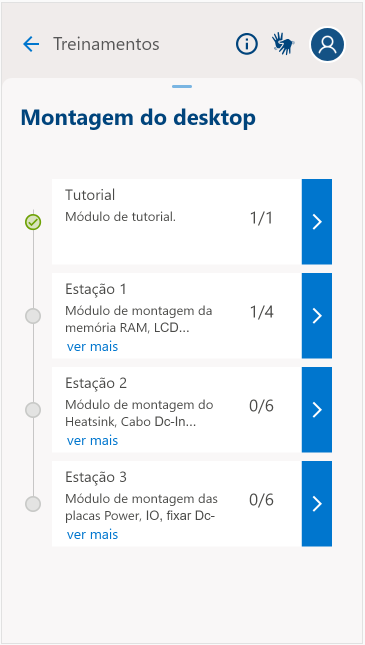 Treinamentos
Montagem do desktop
Tutorial
Módulo de tutorial.
1/1
Estação 1
Módulo de montagem da
memória RAM, LCD...
ver mais
1/4
Estação 2
Módulo de montagem do
Heatsink, Cabo Dc-In...
ver mais
0/6
Estação 3
Módulo de montagem das
placas Power, IO, fixar Dc-
ver mais
0/6